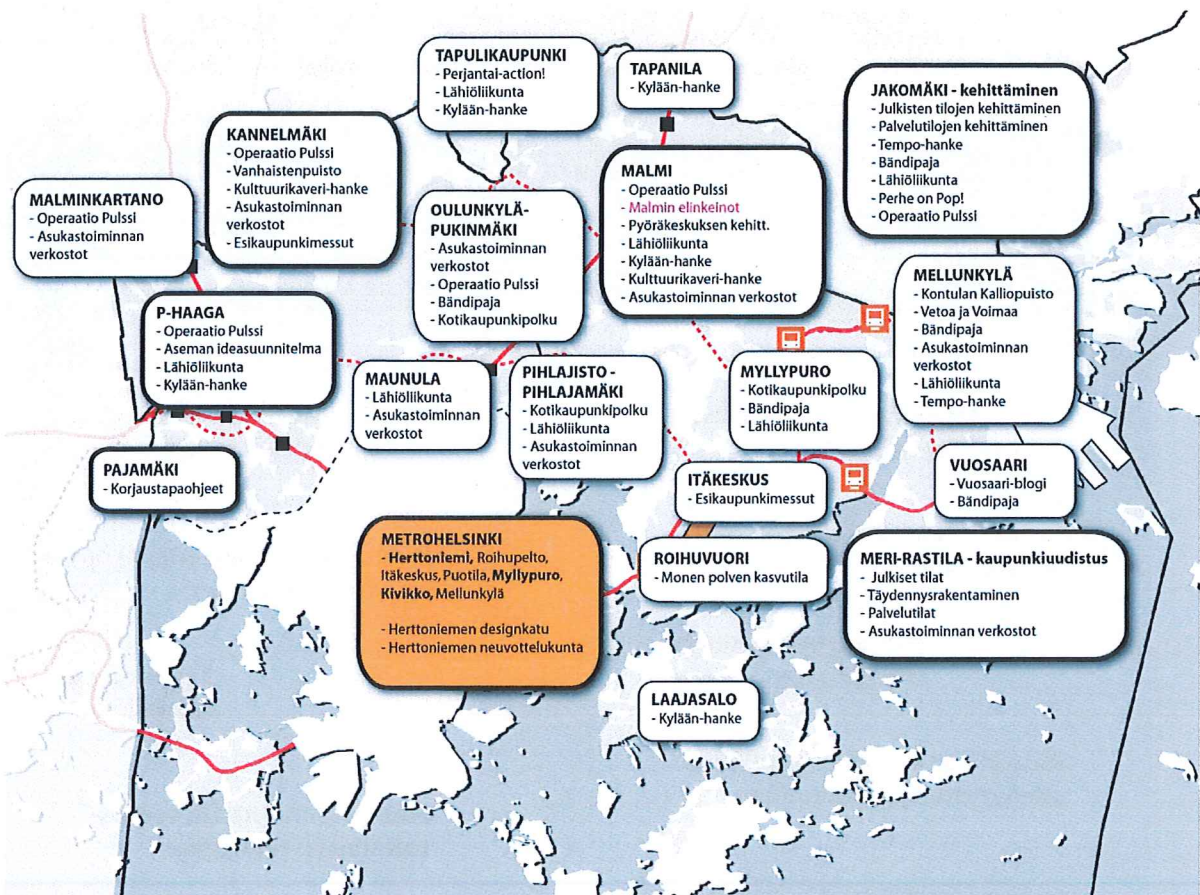 TAPULIKAUPUNKI
- Perjantai-action!
- Lähiöliikunta
- Kylään-hanke
TAPANILA
- Kylään-hanke
JAKOMÄKI - kehittäminen
- Julkisten tilojen kehittäminen
- Palvelutilojen kehittäminen
- Tempo-hanke
- Bändipaja
- Lähiöliikunta
- Perhe on Pop!
- Operaatio Pulssi
KANNELMÄKI
- Operaatio Pulssi
- Vanhaistenpuisto
- Kulttuurikaveri-hanke
- Asukastoiminnan
verkostot
- Esikaupunkimessut
MALMI
- Operaatio Pulssi
- Malmin elinkeinot
- Pyöräkeskuksen kehitt.
- Lähiöliikunta
- Kylään-hanke
- Kulttuurikaveri-hanke
- Asukastoiminnan verkostot
MALMINKARTANO
- Operaatio Pulssi
- Asukastoiminnan
verkostot
OULUNKYLÄ-
PUKINMÄKI
- Asukastoiminnan
verkostot
- Operaatio Pulssi
- Bändipaja
- Kotikaupunkipolku
MELLUNKYLÄ
- Kontulan Kalliopuisto
- Vetoa ja Voimaa
- Bändipaja
- Asukastoiminnan
verkostot
- Lähiöliikunta
- Tempo-hanke
P-HAAGA
- Operaatio Pulssi
- Aseman ideasuunnitelma
- Lähiöliikunta
- Kylään-hanke
MAUNULA
- Lähiöliikunta
- Asukastoiminnan
verkostot
PIHLAJISTO -
PIHLAJAMÄKI
- Kotikaupunkipolku
- Lähiöliikunta
- Asukastoiminnan
verkostot
MYLLYPURO
- Kotikaupunkipolku
- Bändipaja
- Lähiöliikunta
PAJAMÄKI
- Korjaustapaohjeet
ITÄKESKUS
- Esikaupunkimessut
VUOSAARI
- Vuosaari-blogi
- Bändipaja
METROHELSINKI
- Herttoniemi, Roihupelto,
Itäkeskus, Puotila, Myllypuro,
Kivikko, Mellunkylä
- Herttoniemen designkatu
- Herttoniemen neuvottelukunta
ROIHUVUORI
- Monen polven kasvutila
MERI-RASTILA - kaupunkiuudistus
- Julkiset tilat
- Täydennysrakentaminen
- Palvelutilat
- Asukastoiminnan verkostot
LAAJASALO
- Kylään-hanke